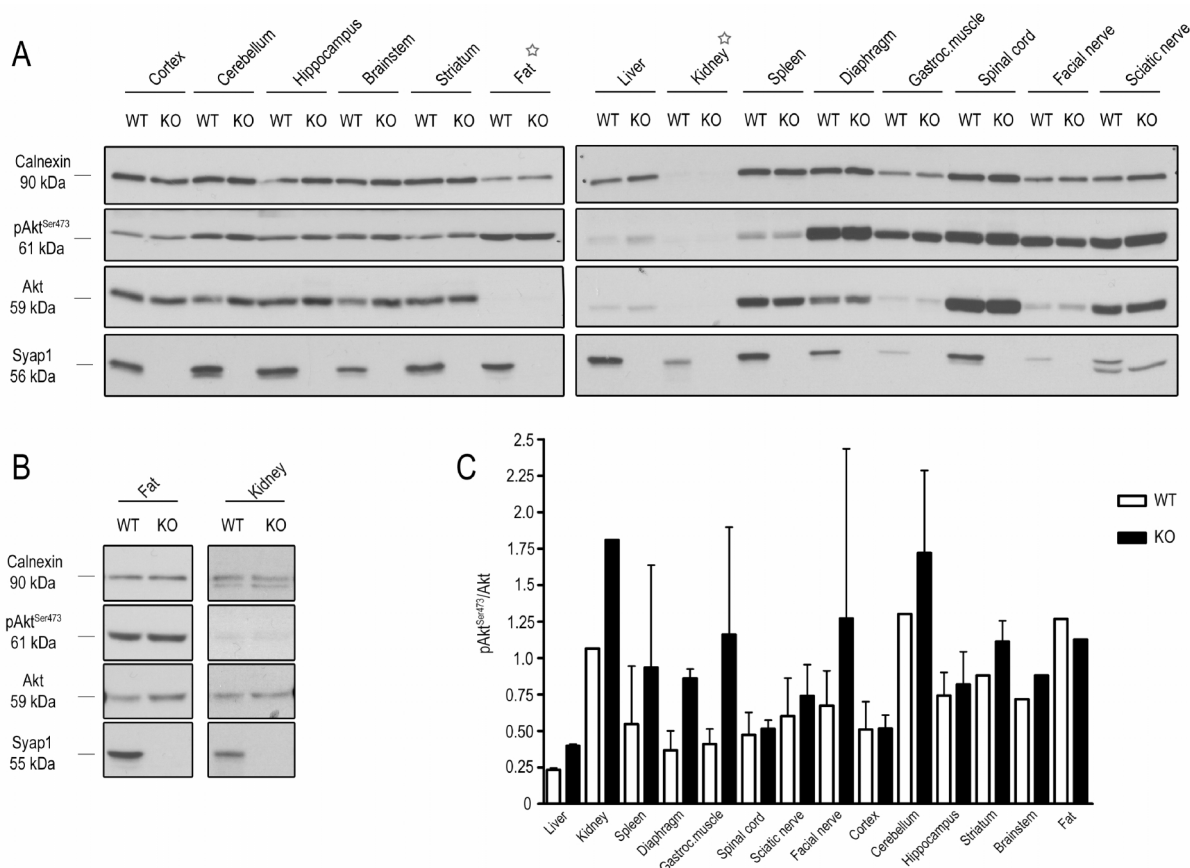 A
Cortex
Cerebellum
Hippocampus
Brainstem
Striatum
Fat ☆
Liver
Kidney ☆
Spleen
Diaphragm
Gastroc.muscle
Spinal cord
Facial nerve
Sciatic nerve
WT KO WT KO WT KO WT KO WT KO WT KO WT KO WT KO WT KO WT KO WT KO WT KO WT KO WT KO
Calnexin
90 kDa
pAktSer473
61 kDa
Akt
59 kDa
Syap1
56 kDa
B
Fat
Kidney
WT KO WT KO
Calnexin
90 kDa
pAktSer473
61 kDa
Akt
59 kDa
Syap1
55 kDa
C
pAktSer473/Akt
2.5
2.25
2.0
1.75
1.5
1.25
1.0
0.75
0.50
0.25
0
WT
KO
Liver
Kidney
Spleen
Diaphragm
Gastroc.muscle
Spinal cord
Sciatic nerve
Facial nerve
Cortex
Cerebellum
Hippocampus
Striatum
Brainstem
Fat